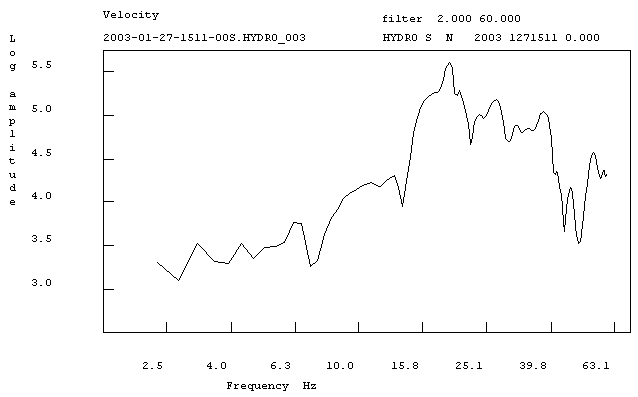 Velocity
filter 2.000 60.000
2003-01-27-1511-00S.HYDRO_003
HYDRO S N 2003 1271511 0.000
Log amplitude
5.5
5.0
4.5
4.0
3.5
3.0
2.5 4.0 6.3 10.0 15.8 25.1 39.8 63.1
Frequency Hz